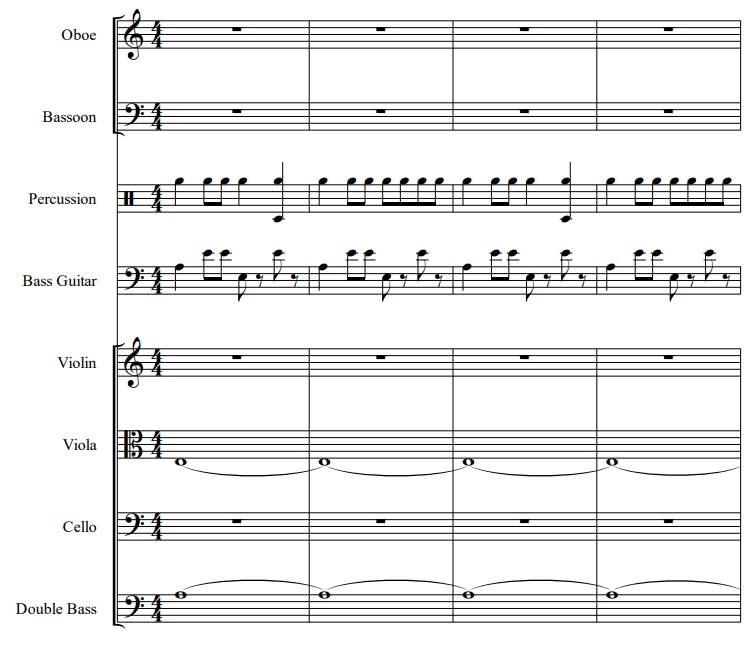 Oboe
Bassoon
Percussion
Bass Guitar
Violin
Viola
Cello
Double Bass